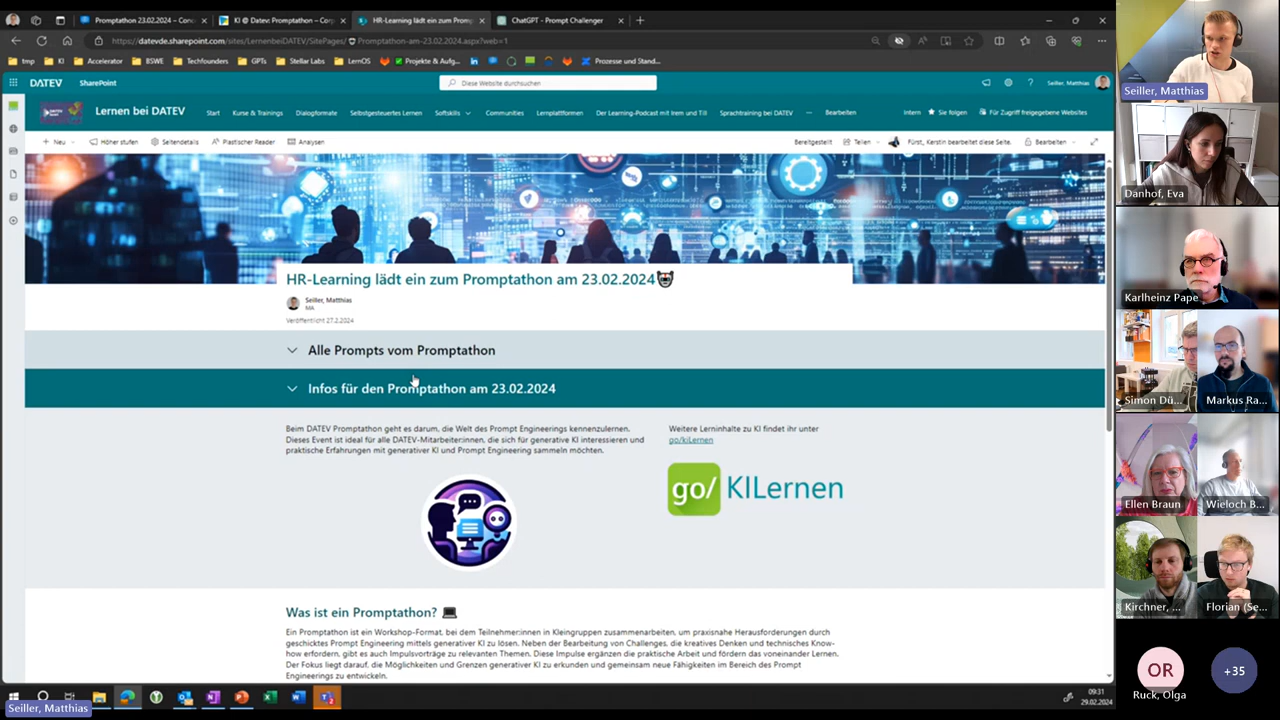 Promptathon 23.02.2024 – Conc
KI @ Datev: Promptathon – Corp
HR-Learning lädt ein zum Promp
ChatGPT - Prompt Challenger
https://datevde.sharepoint.com/sites/LernenbeiDATEV/SitePages/
Promptathon-am-23.02.2024.aspx?web=1
tmp
KI
Accelerator
BSWE
Techfounders
GPTs
Stellar Labs
LernOS
Projekte & Aufg...
Prozesse und Stand...
DATEV
SharePoint
Diese Website durchsuchen
Seiller, Matthias
Lernen bei DATEV
Start
Kurse & Trainings
Dialogformate
Selbstgesteuertes Lernen
Softskills
Communities
Lernplattformen
Der Learning-Podcast mit Irem und Till
Sprachtraining bei DATEV
Bearbeiten
Intern
Sie folgen
Für Zugriff freigegebene Websites
Neu
Höher stufen
Seitendetails
Plastischer Reader
Analysen
Bereitgestellt
Teilen
Fürst, Kerstin bearbeitet diese Seite.
Bearbeiten
HR-Learning lädt ein zum Promptathon am 23.02.2024
Seiller, Matthias
MA
Veröffentlicht 27.2.2024
Alle Prompts vom Promptathon
Infos für den Promptathon am 23.02.2024
Beim DATEV Promptathon geht es darum, die Welt des Prompt Engineerings kennenzulernen.
Dieses Event ist ideal für alle DATEV-Mitarbeiter:innen, die sich für generative KI interessieren und
praktische Erfahrungen mit generativer KI und Prompt Engineering sammeln möchten.
Weitere Lerninhalte zu KI findet ihr unter
go/kiLernen
go/ KILernen
Was ist ein Promptathon?
Ein Promptathon ist ein Workshop-Format, bei dem Teilnehmer:innen in Kleingruppen zusammenarbeiten, um praxisnahe Herausforderungen durch
geschicktes Prompt Engineering mittels generativer KI zu lösen. Neben der Bearbeitung von Challenges, die kreatives Denken und technisches Know-
how erfordern, gibt es auch Impulsvorträge zu relevanten Themen. Diese Impulse ergänzen die praktische Arbeit und fördern das voneinander Lernen.
Der Fokus liegt darauf, die Möglichkeiten und Grenzen generativer KI zu erkunden und gemeinsam neue Fähigkeiten im Bereich des Prompt
Engineerings zu entwickeln.
09:31
29.02.2024
Seiller, Matthias
Seiller, Matthias
Danhof, Eva
Karlheinz Pape
Simon Dü...
Markus Ra...
Ellen Braun
Wieloch B...
Kirchner, ...
Florian (Se...
OR
Ruck, Olga
+35